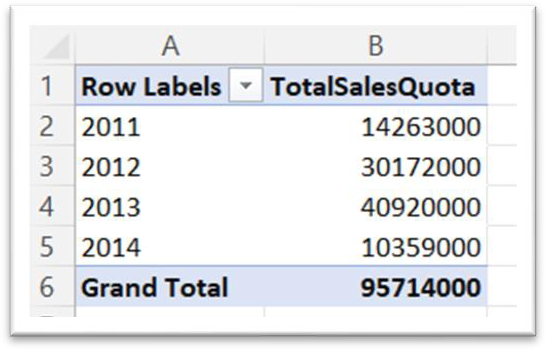 A B
1 Row Labels TotalSalesQuota
2 2011 14263000
3 2012 30172000
4 2013 40920000
5 2014 10359000
6 Grand Total 95714000